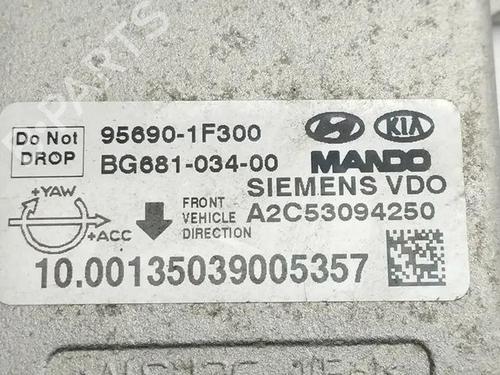 Do Not
DROP
95690-1F300
BG681-034-00
KIA
MANDO
SIEMENS VDO
A2C53094250
+YAW
+ACC
FRONT
VEHICLE
DIRECTION
10.00135039005357